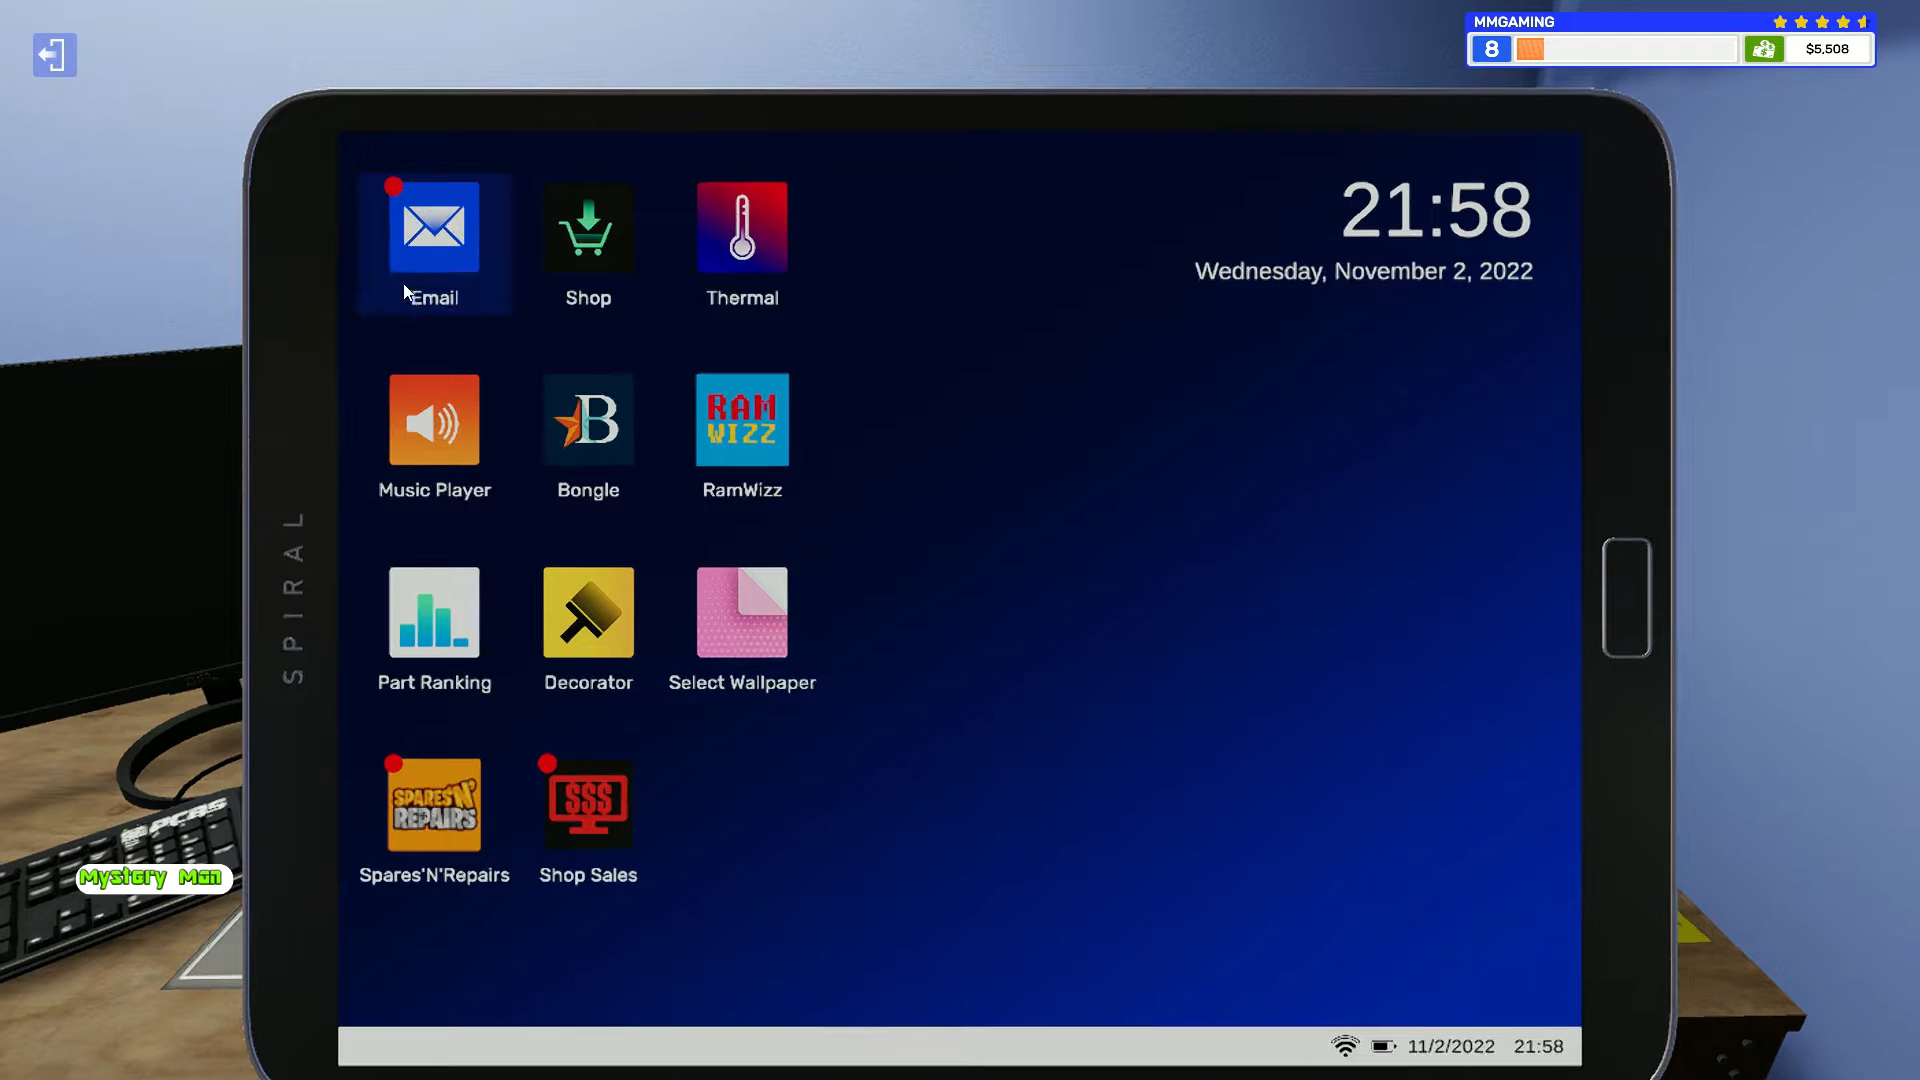 MMGAMING
8
$5,508
21:58
Wednesday, November 2, 2022
Email
Shop
Thermal
B
RAM
WIZZ
Music Player
Bongle
RamWizz
Part Ranking
Decorator
Select Wallpaper
SPARES'N'
REPAIRS
$$$
Spares'N'Repairs
Shop Sales
SPIRAL
PCBS
Mystery Man
11/2/2022
21:58